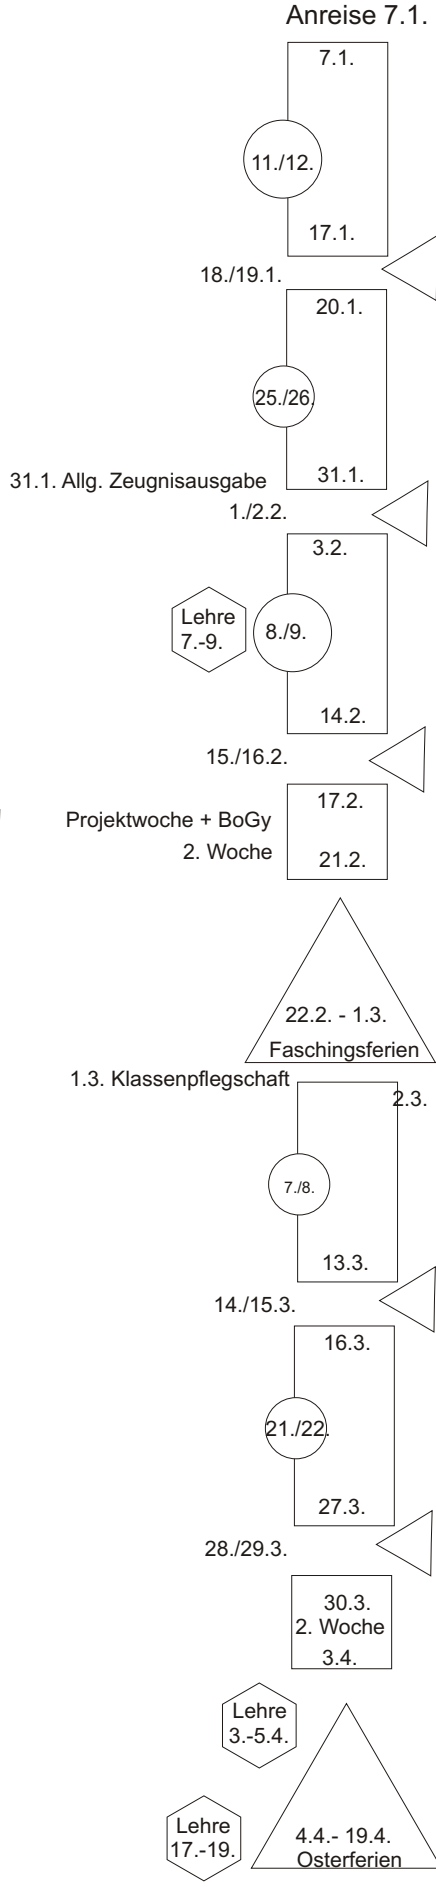 Anreise 7.1.
7.1.
11./12.
17.1.
18./19.1.
20.1.
25./26.
31.1.
31.1. Allg. Zeugnisausgabe
1./2.2.
3.2.
Lehre
7.-9.
8./9.
14.2.
15./16.2.
17.2.
Projektwoche + BoGy
2. Woche
21.2.
22.2. - 1.3.
Faschingsferien
1.3. Klassenpflegschaft
2.3.
7./8.
13.3.
14./15.3.
16.3.
21./22.
27.3.
28./29.3.
30.3.
2. Woche
3.4.
Lehre
3.-5.4.
Lehre
17.-19.
4.4.- 19.4.
Osterferien